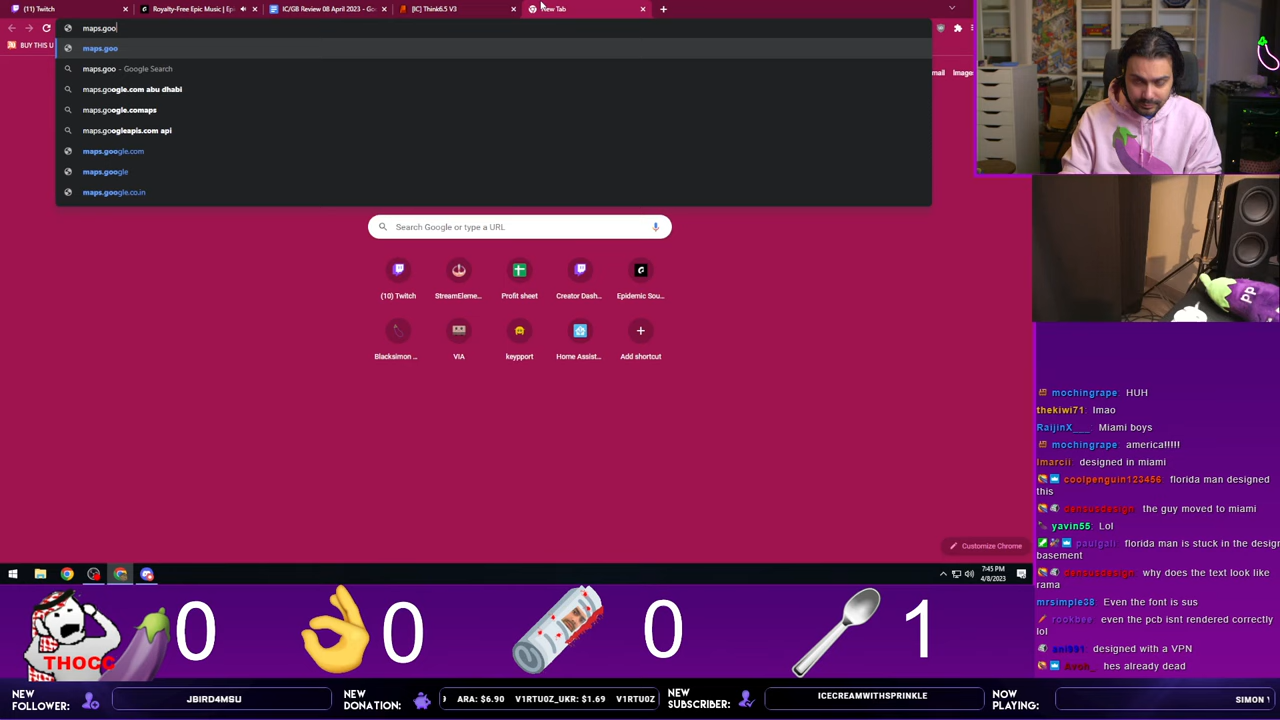 (11) Twitch
Royalty-Free Epic Music | Ep
IC/GB Review 08 April 2023 - Go
[IC] Think6.5 V3
New Tab
maps.goo
BUY THIS U
maps.goo
maps.goo - Google Search
maps.google.com abu dhabi
maps.google.comaps
maps.googleapis.com api
maps.google.com
maps.google
maps.google.co.in
mail
Images
Search Google or type a URL
(10) Twitch
StreamEleme...
Profit sheet
Creator Dash...
Epidemic Sou...
Blacksimon ...
VIA
keypport
Home Assist...
Add shortcut
Customize Chrome
7:45 PM
4/8/2023
PP
mochingrape: HUH
thekiwi71: lmao
RaijinX___: Miami boys
mochingrape: america!!!!!
lmarcii: designed in miami
coolpenguin123456: florida man designed
this
densusdesign: the guy moved to miami
yavin55: Lol
paulgali: florida man is stuck in the design
basement
densusdesign: why does the text look like
rama
mrsimple38: Even the font is sus
rookbee: even the pcb isnt rendered correctly
lol
ani991: designed with a VPN
hes already dead
THOCC
0
0
0
1
NEW
FOLLOWER:
JBIRD4MSU
NEW
DONATION:
ARA: $6.90 V1RTU0Z_UKR: $1.69 V1RTU0Z
NEW
SUBSCRIBER:
ICECREAMWITHSPRINKLE
NOW
PLAYING:
SIMON